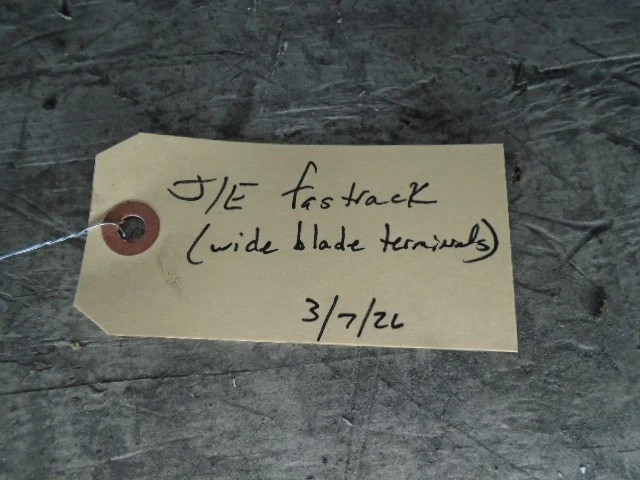 J/E fastrack
(wide blade terminals)
3/7/26